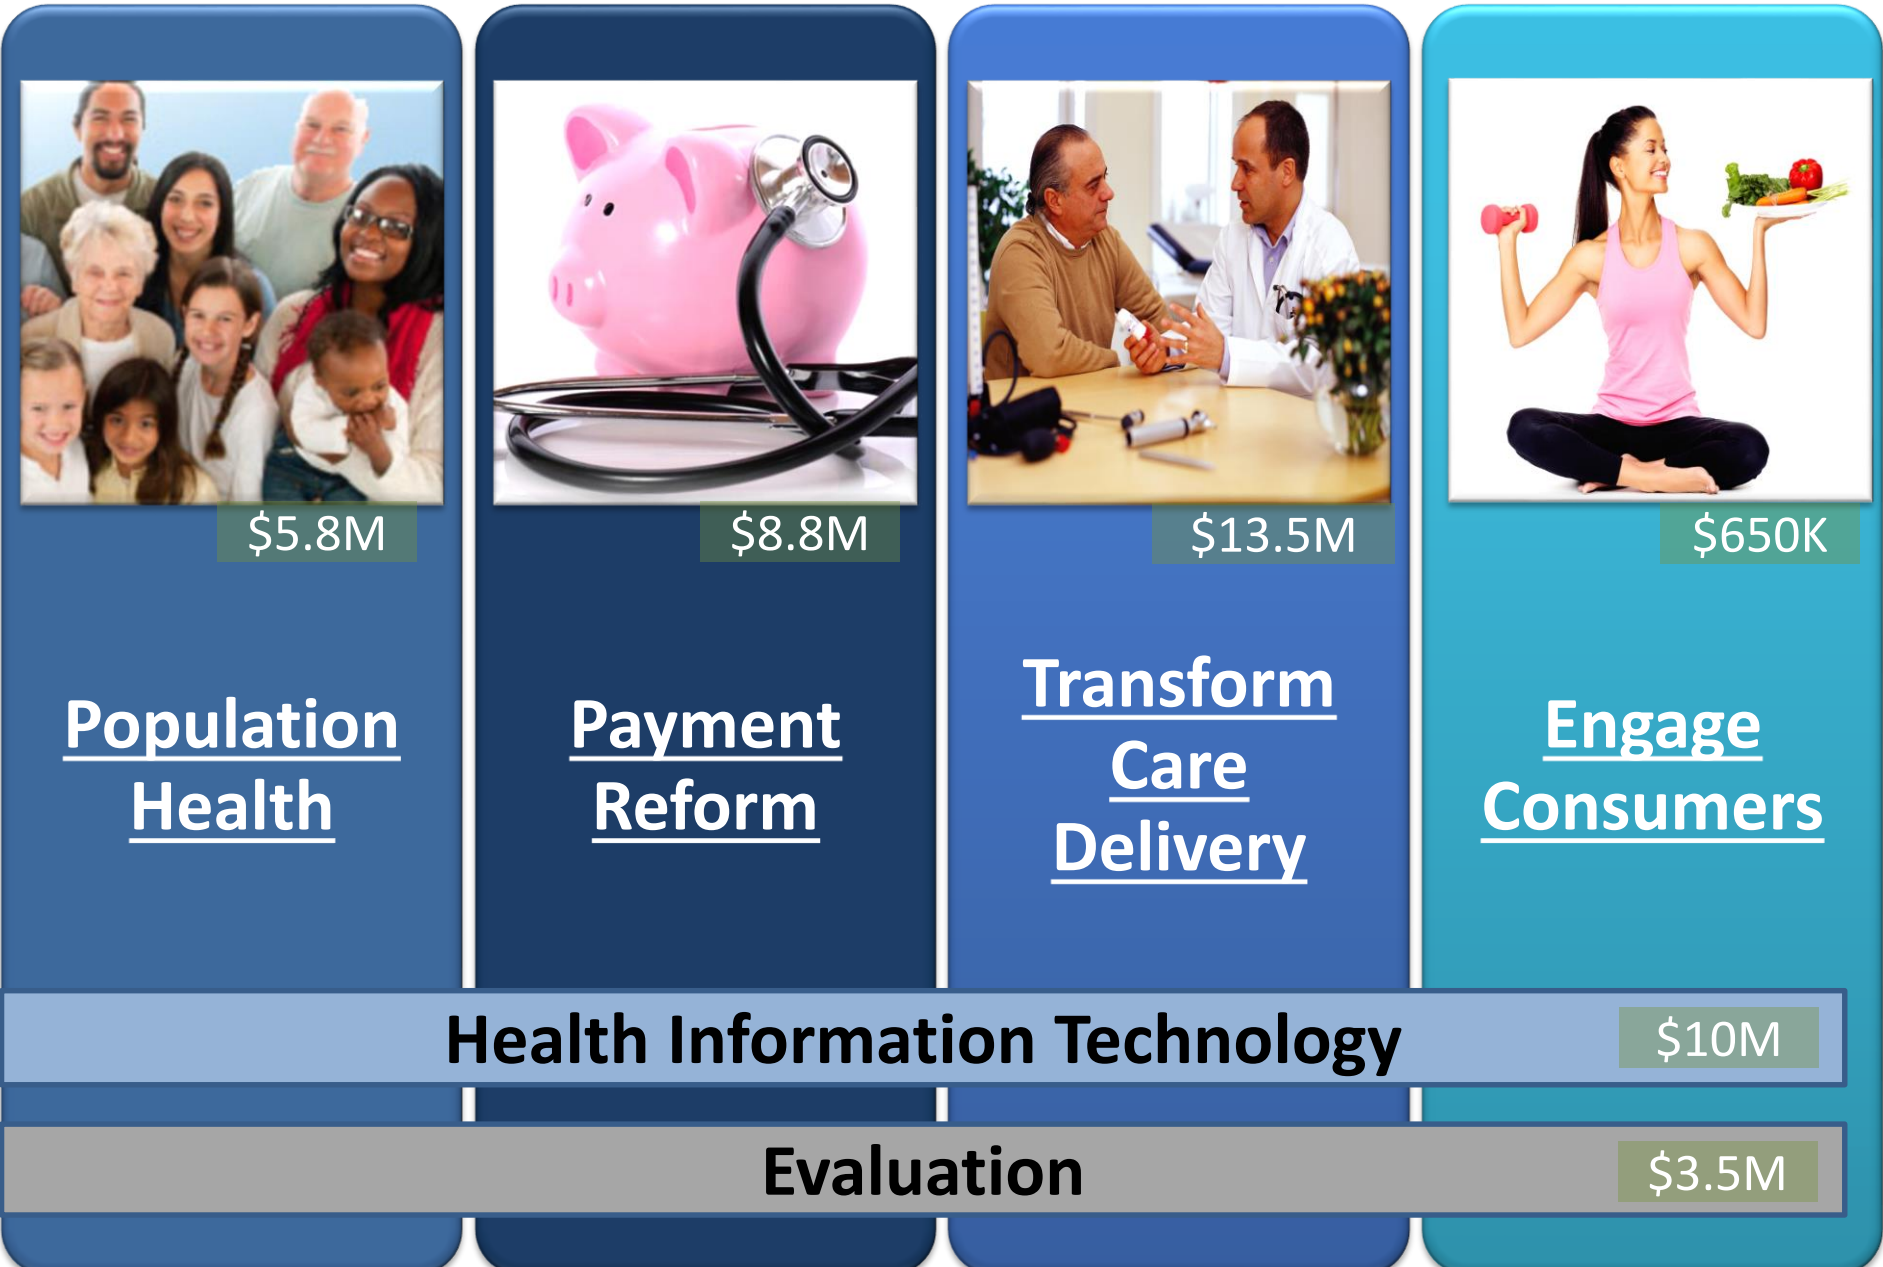 $5.8M
Population
Health
$8.8M
Payment
Reform
$13.5M
Transform
Care
Delivery
$650K
Engage
Consumers
Health Information Technology
$10M
Evaluation
$3.5M